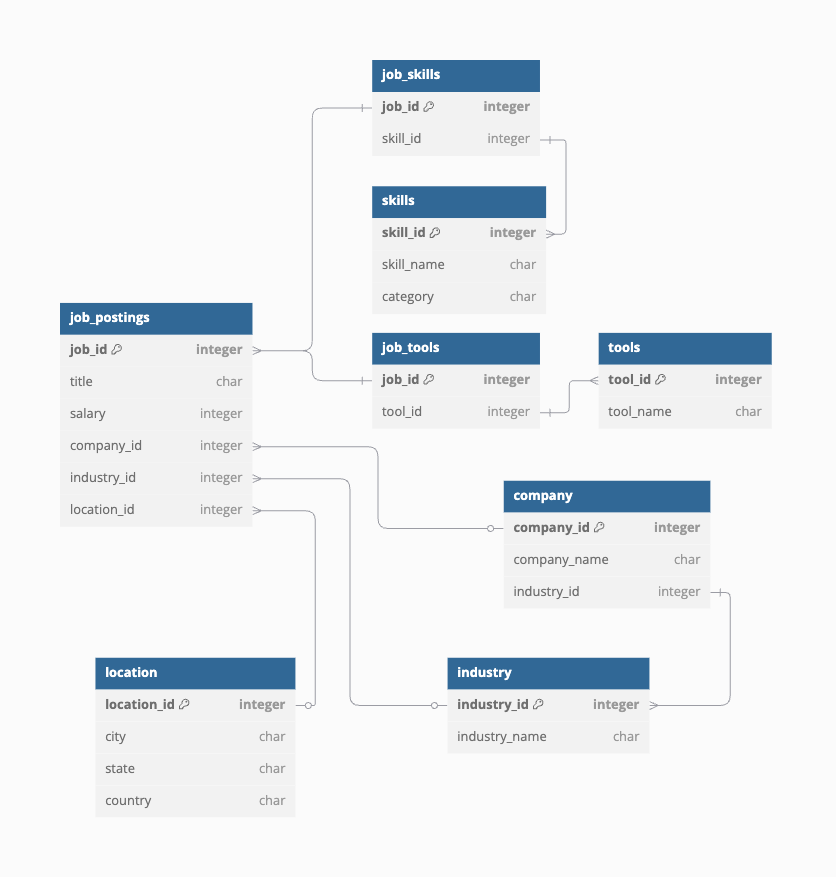 job_skills
job_id integer
skill_id integer
skills
skill_id integer
skill_name char
category char
job_postings
job_id integer
title char
salary integer
company_id integer
industry_id integer
location_id integer
job_tools
job_id integer
tool_id integer
tools
tool_id integer
tool_name char
company
company_id integer
company_name char
industry_id integer
location
location_id integer
city char
state char
country char
industry
industry_id integer
industry_name char